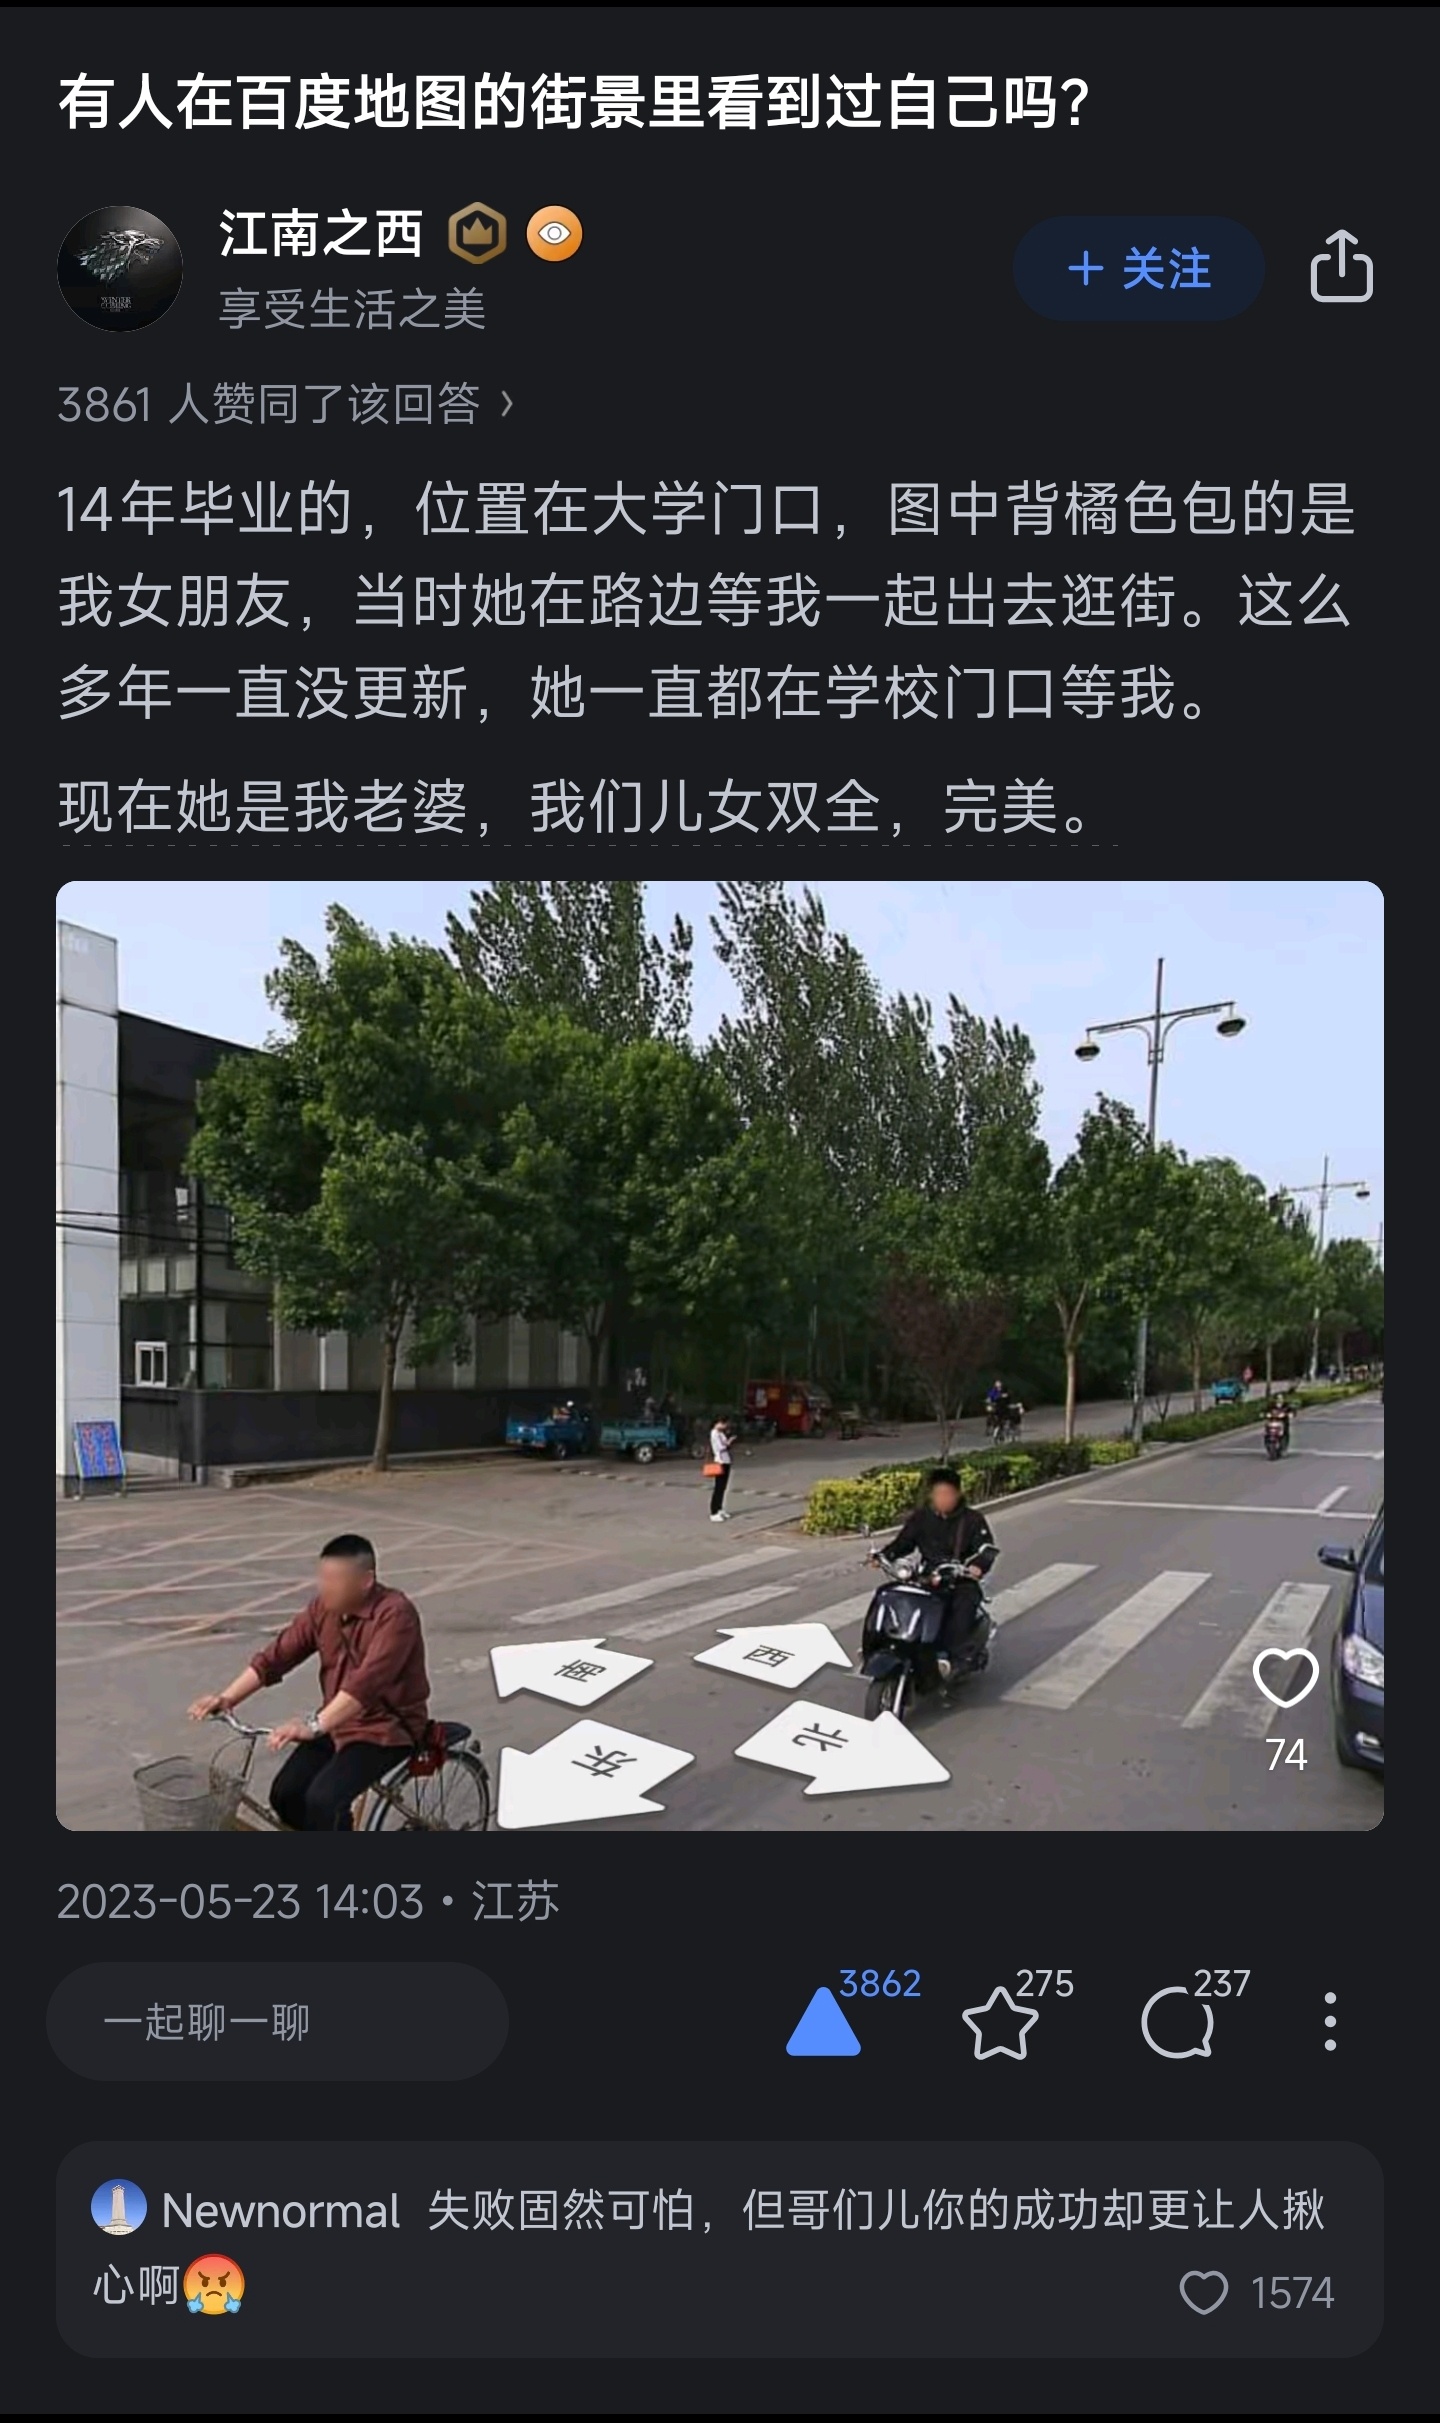 有人在百度地图的街景里看到过自己吗？
江南之西
享受生活之美
+ 关注
3861 人赞同了该回答 ›
14年毕业的，位置在大学门口，图中背橘色包的是
我女朋友，当时她在路边等我一起出去逛街。这么
多年一直没更新，她一直都在学校门口等我。
现在她是我老婆，我们儿女双全，完美。
南
西
东
北
74
2023-05-23 14:03 · 江苏
一起聊一聊
3862
275
237
Newnormal 失败固然可怕，但哥们儿你的成功却更让人揪
心啊😤
1574